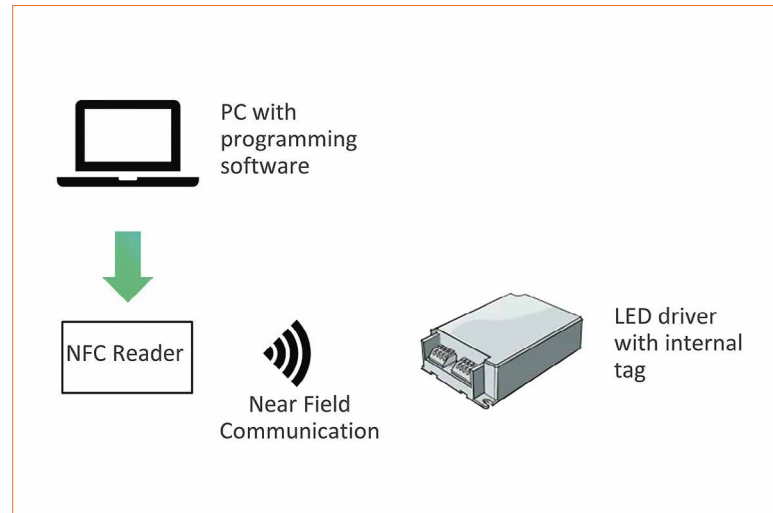 PC with
programming
software
NFC Reader
Near Field
Communication
LED driver
with internal
tag